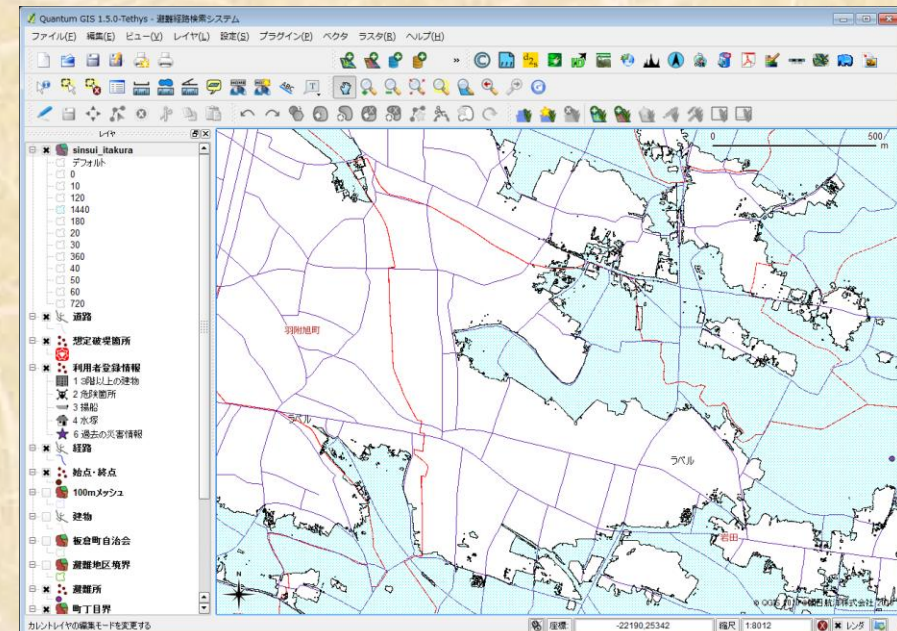 Quantum GIS 1.5.0-Tethys - 避難経路検索システム
ファイル(F) 編集(E) ビュー(V) レイヤ(L) 設定(S) プラグイン(P) ベクタ ラスタ(R) ヘルプ(H)
レイヤ
sinsui_itakura
デフォルト
0
10
120
1440
180
20
30
360
40
50
60
720
道路
想定破堤箇所
利用者登録情報
1 3階以上の建物
2 危険箇所
3 揚船
4 水塚
6 過去の災害情報
経路
始点・終点
100mメッシュ
建物
板倉町自治会
避難地区境界
避難所
町丁目界
0 500
m
羽附旭町
ラベル
ラベル
岩田
N
カレントレイヤの編集モードを変更する
座標: -22190,25342 縮尺 1:8012 レンダ